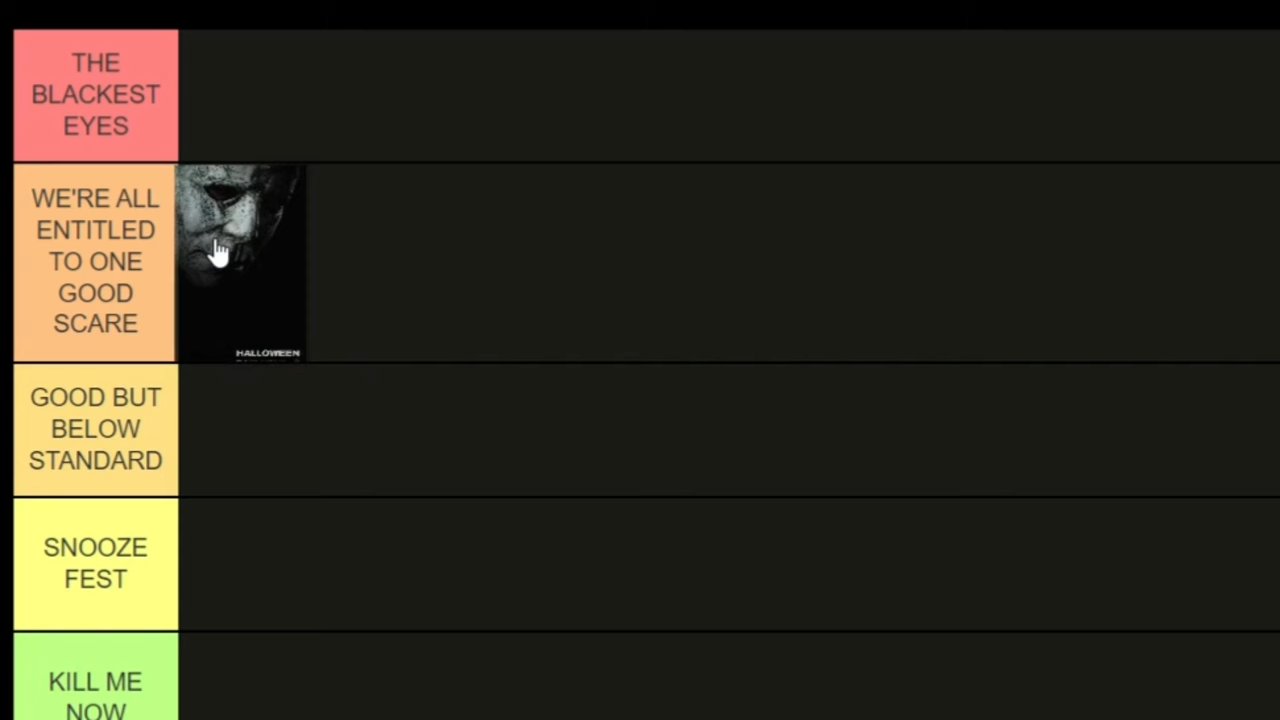 THE
BLACKEST
EYES
WE'RE ALL
ENTITLED
TO ONE
GOOD
SCARE
HALLOWEEN
GOOD BUT
BELOW
STANDARD
SNOOZE
FEST
KILL ME
NOW